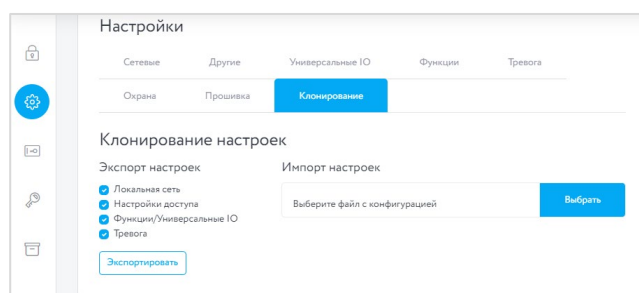 Настройки
Сетевые Другие Универсальные IO Функции Тревога
Охрана Прошивка Клонирование
Клонирование настроек
Экспорт настроек Импорт настроек
Локальная сеть
Настройки доступа
Выберите файл с конфигурацией Выбрать
Функции/Универсальные IO
Тревога
Экспортировать